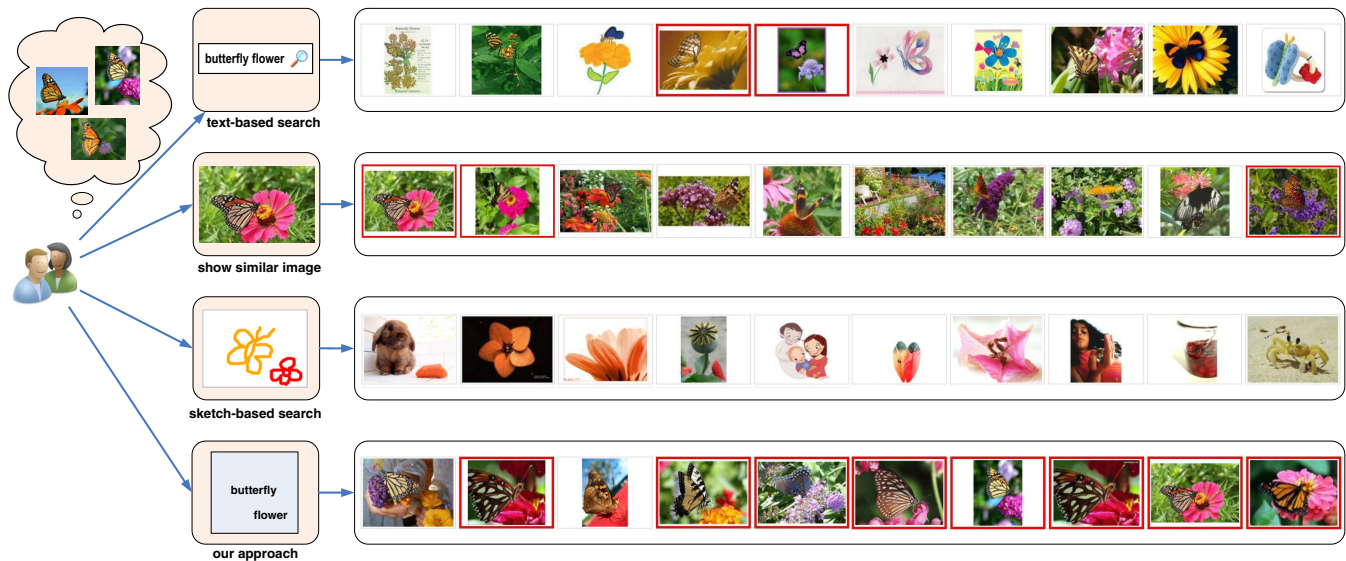 butterfly flower
text-based search
show similar image
sketch-based search
butterfly
flower
our approach